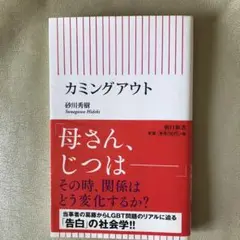 カミングアウト
砂川秀樹
Sunagawa Hideki
朝日新書
「母さん、
じつは――」
その時、関係は
どう変化するか?
当事者の葛藤からLGBT問題のリアルに迫る
「告白」の社会学!!